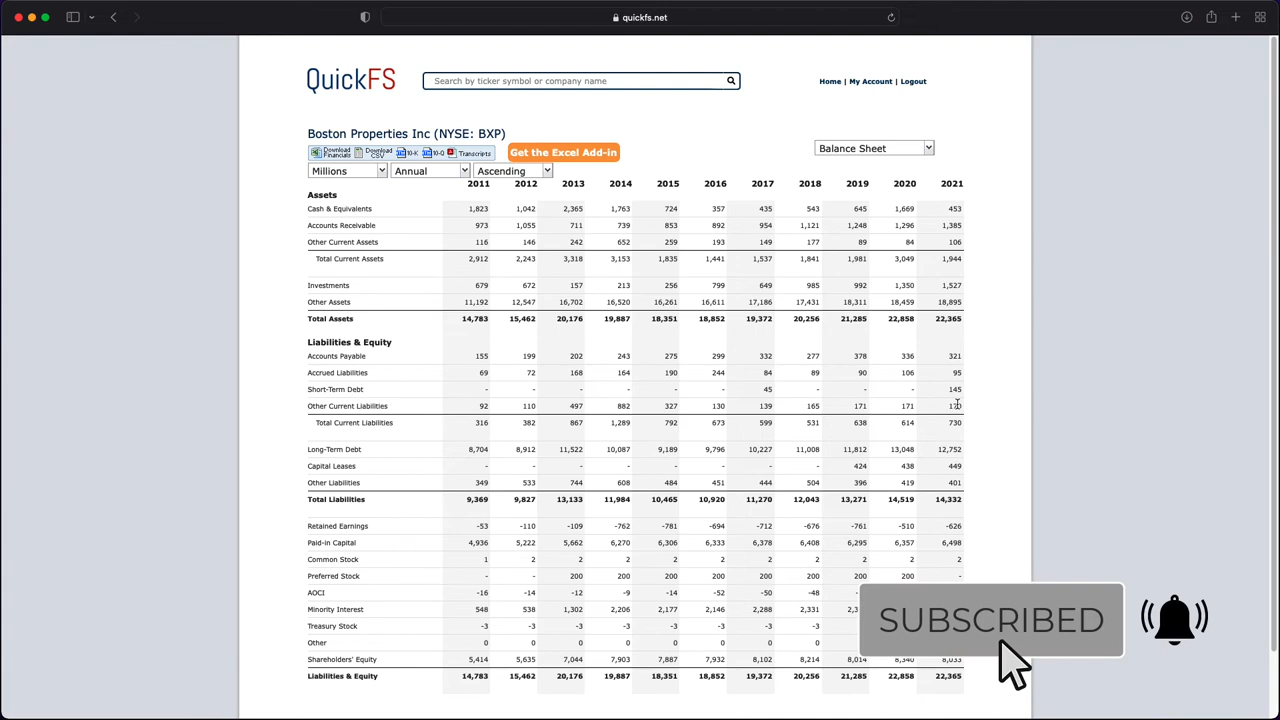 quickfs.net
QuickFS
Search by ticker symbol or company name
Home | My Account | Logout
Boston Properties Inc (NYSE: BXP)
Download Financials Download CSV 10-K 10-Q Transcripts
Get the Excel Add-in
Balance Sheet
Millions Annual Ascending
2011 2012 2013 2014 2015 2016 2017 2018 2019 2020 2021
Assets
Cash & Equivalents 1,823 1,042 2,365 1,763 724 357 435 543 645 1,669 453
Accounts Receivable 973 1,055 711 739 853 892 954 1,121 1,248 1,296 1,385
Other Current Assets 116 146 242 652 259 193 149 177 89 84 106
Total Current Assets 2,912 2,243 3,318 3,153 1,835 1,441 1,537 1,841 1,981 3,049 1,944
Investments 679 672 157 213 256 799 649 985 992 1,350 1,527
Other Assets 11,192 12,547 16,702 16,520 16,261 16,611 17,186 17,431 18,311 18,459 18,895
Total Assets 14,783 15,462 20,176 19,887 18,351 18,852 19,372 20,256 21,285 22,858 22,365
Liabilities & Equity
Accounts Payable 155 199 202 243 275 299 332 277 378 336 321
Accrued Liabilities 69 72 168 164 190 244 84 89 90 106 95
Short-Term Debt - - - - - - 45 - - - 145
Other Current Liabilities 92 110 497 882 327 130 139 165 171 171 170
Total Current Liabilities 316 382 867 1,289 792 673 599 531 638 614 730
Long-Term Debt 8,704 8,912 11,522 10,087 9,189 9,796 10,227 11,008 11,812 13,048 12,752
Capital Leases - - - - - - - - 424 438 449
Other Liabilities 349 533 744 608 484 451 444 504 396 419 401
Total Liabilities 9,369 9,827 13,133 11,984 10,465 10,920 11,270 12,043 13,271 14,519 14,332
Retained Earnings -53 -110 -109 -762 -781 -694 -712 -676 -761 -510 -626
Paid-in Capital 4,936 5,222 5,662 6,270 6,306 6,333 6,378 6,408 6,295 6,357 6,498
Common Stock 1 2 2 2 2 2 2 2 2 2 2
Preferred Stock - - 200 200 200 200 200 200 200 200 -
AOCI -16 -14 -12 -9 -14 -52 -50 -48
Minority Interest 548 538 1,302 2,206 2,177 2,146 2,288 2,331
Treasury Stock -3 -3 -3 -3 -3 -3 -3 -3
Other 0 0 0 0 0 0 0 0
Shareholders' Equity 5,414 5,635 7,044 7,903 7,887 7,932 8,102 8,214 8,014 8,340 8,033
Liabilities & Equity 14,783 15,462 20,176 19,887 18,351 18,852 19,372 20,256 21,285 22,858 22,365
SUBSCRIBED